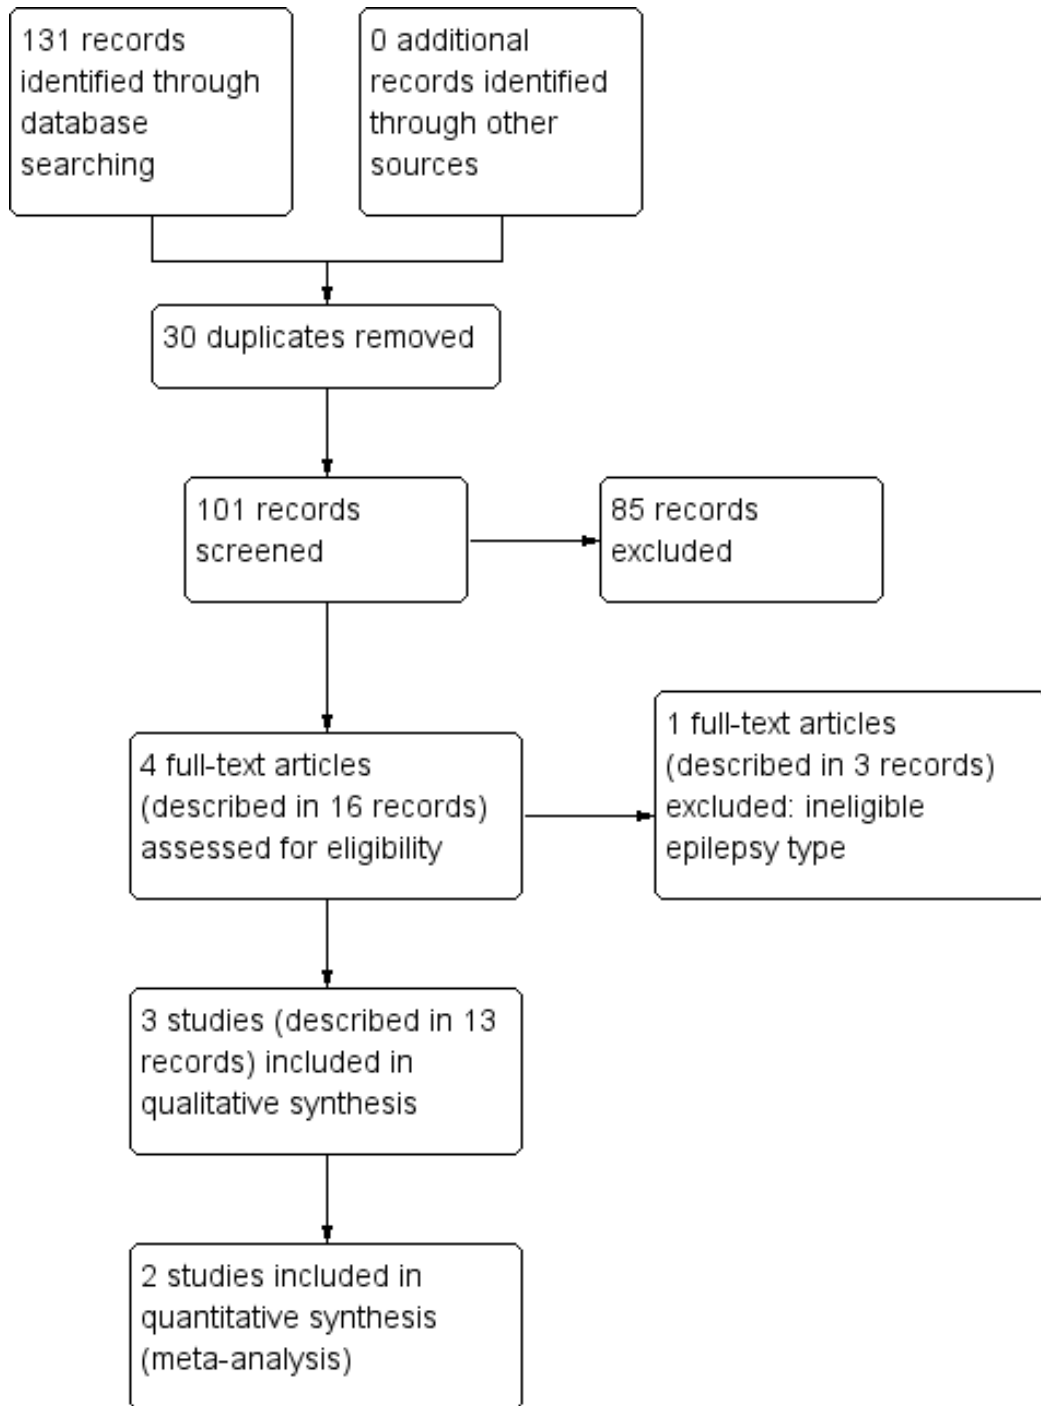 131 records
identified through
database
searching
0 additional
records identified
through other
sources
30 duplicates removed
101 records
screened
85 records
excluded
4 full-text articles
(described in 16 records)
assessed for eligibility
1 full-text articles
(described in 3 records)
excluded: ineligible
epilepsy type
3 studies (described in 13
records) included in
qualitative synthesis
2 studies included in
quantitative synthesis
(meta-analysis)